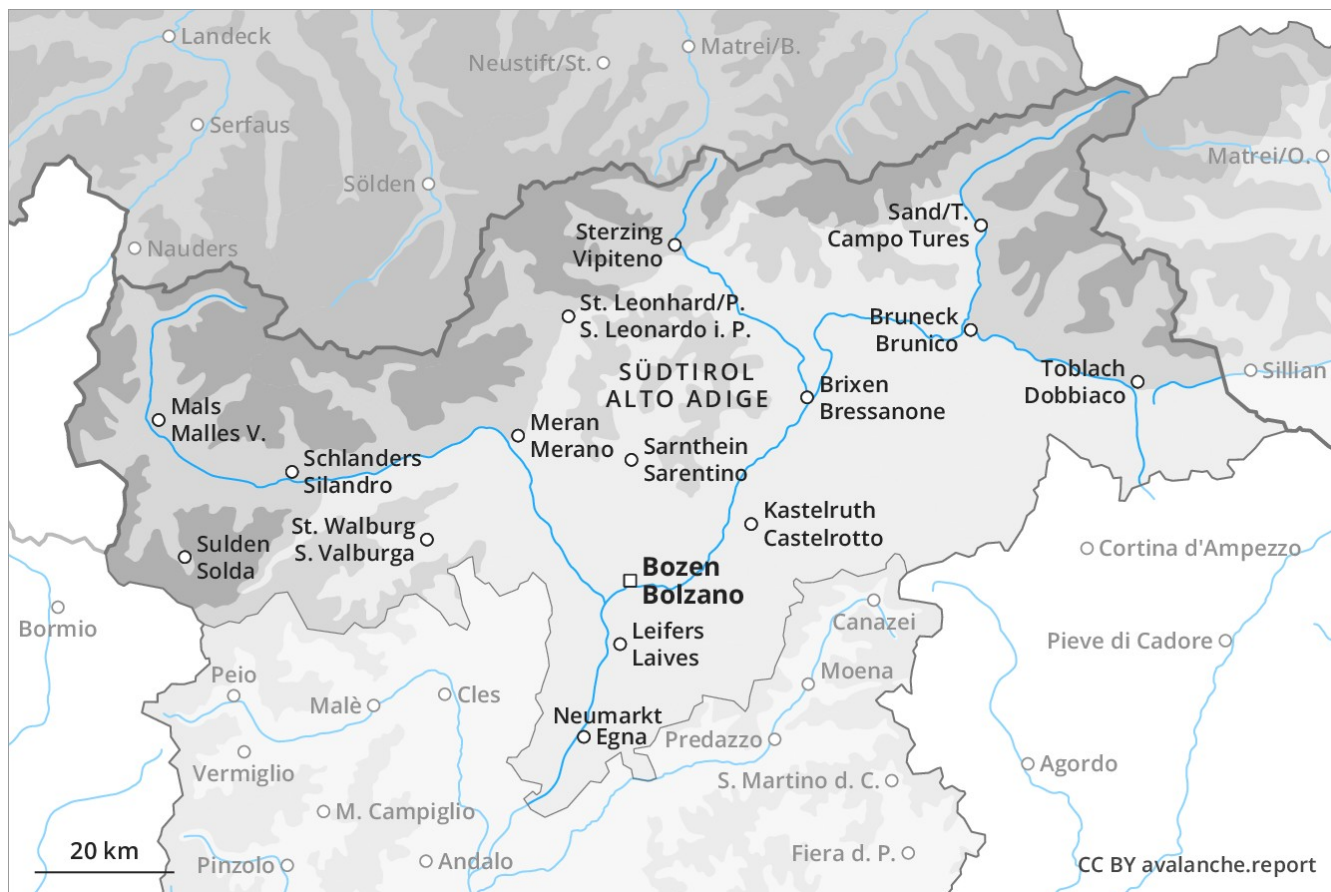 Landeck
Matrei/B.
Neustift/St.
Serfaus
Matrei/O.
Sölden
Sand/T.
Campo Tures
Sterzing
Vipiteno
Nauders
St. Leonhard/P.
S. Leonardo i. P.
Bruneck
Brunico
SÜDTIROL
ALTO ADIGE
Toblach
Dobbiaco
Sillian
Brixen
Bressanone
Mals
Malles V.
Meran
Merano
Sarnthein
Sarentino
Schlanders
Silandro
Kastelruth
Castelrotto
St. Walburg
S. Valburga
Sulden
Solda
Cortina d'Ampezzo
Bozen
Bolzano
Bormio
Canazei
Leifers
Laives
Pieve di Cadore
Peio
Moena
Malè
Cles
Neumarkt
Egna
Predazzo
Vermiglio
Agordo
S. Martino d. C.
M. Campiglio
20 km
Pinzolo
Andalo
Fiera d. P.
CC BY avalanche.report